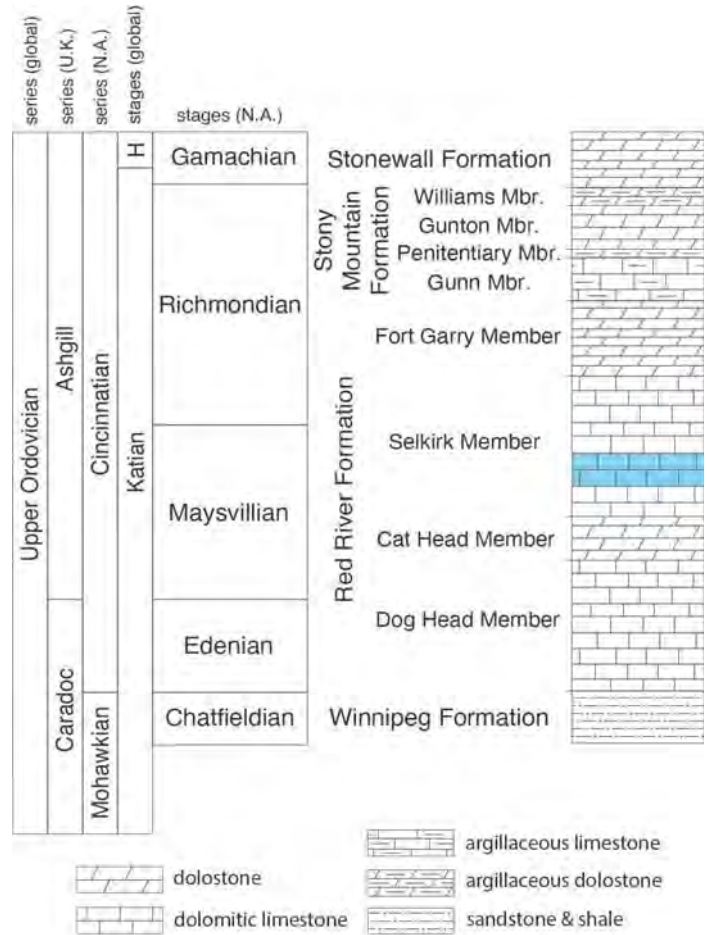 series (global)
series (U.K.)
series (N.A.)
stages (global)
stages (N.A.)
Upper Ordovician
Ashgill
Caradoc
Cincinnatian
Mohawkian
H
Katian
Gamachian
Richmondian
Maysvillian
Edenian
Chatfieldian
Stonewall Formation
Stony
Mountain
Formation
Williams Mbr.
Gunton Mbr.
Penitentiary Mbr.
Gunn Mbr.
Red River Formation
Fort Garry Member
Selkirk Member
Cat Head Member
Dog Head Member
Winnipeg Formation
dolostone
dolomitic limestone
argillaceous limestone
argillaceous dolostone
sandstone & shale